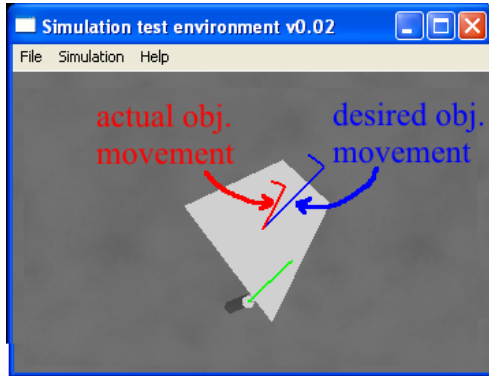 Simulation test environment v0.02
File Simulation Help
actual obj.
movement
desired obj.
movement